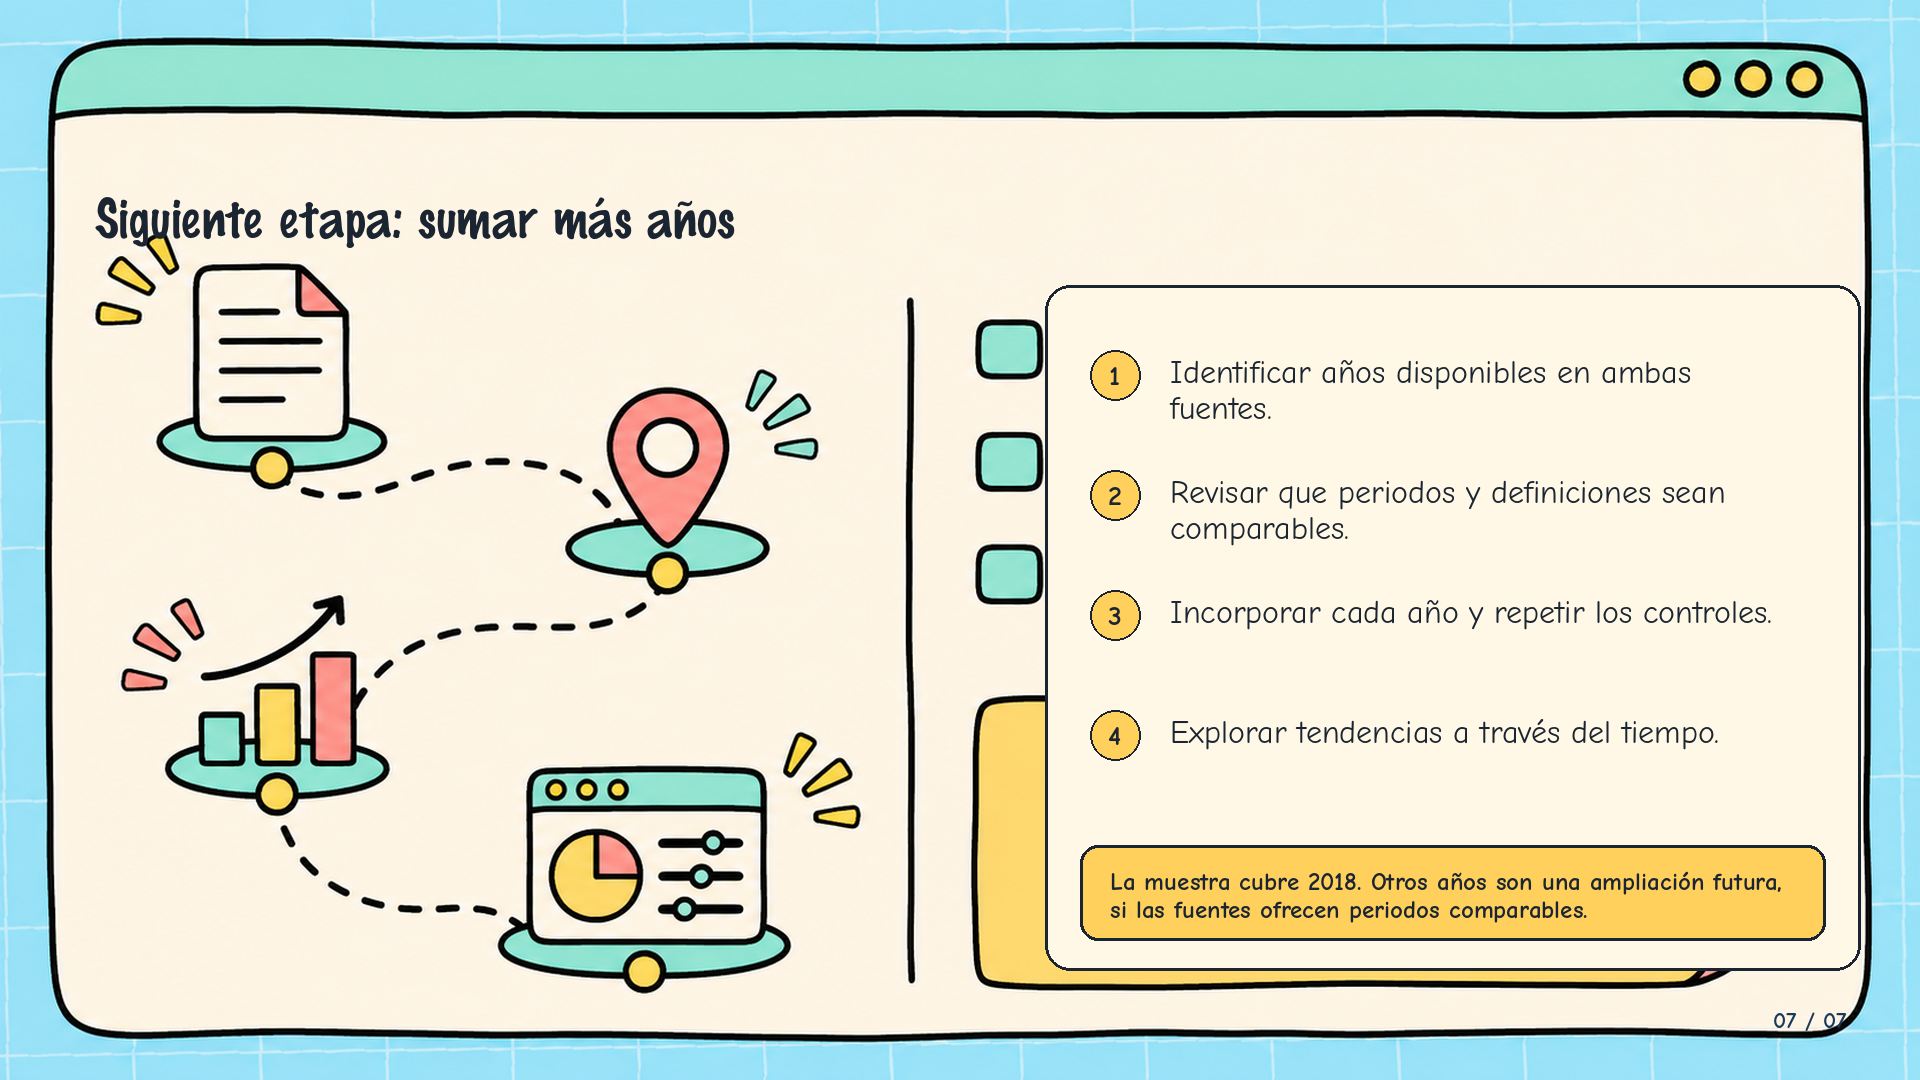 Siguiente etapa: sumar más años
1 Identificar años disponibles en ambas
fuentes.
2 Revisar que periodos y definiciones sean
comparables.
3 Incorporar cada año y repetir los controles.
4 Explorar tendencias a través del tiempo.
La muestra cubre 2018. Otros años son una ampliación futura,
si las fuentes ofrecen periodos comparables.
07 / 07